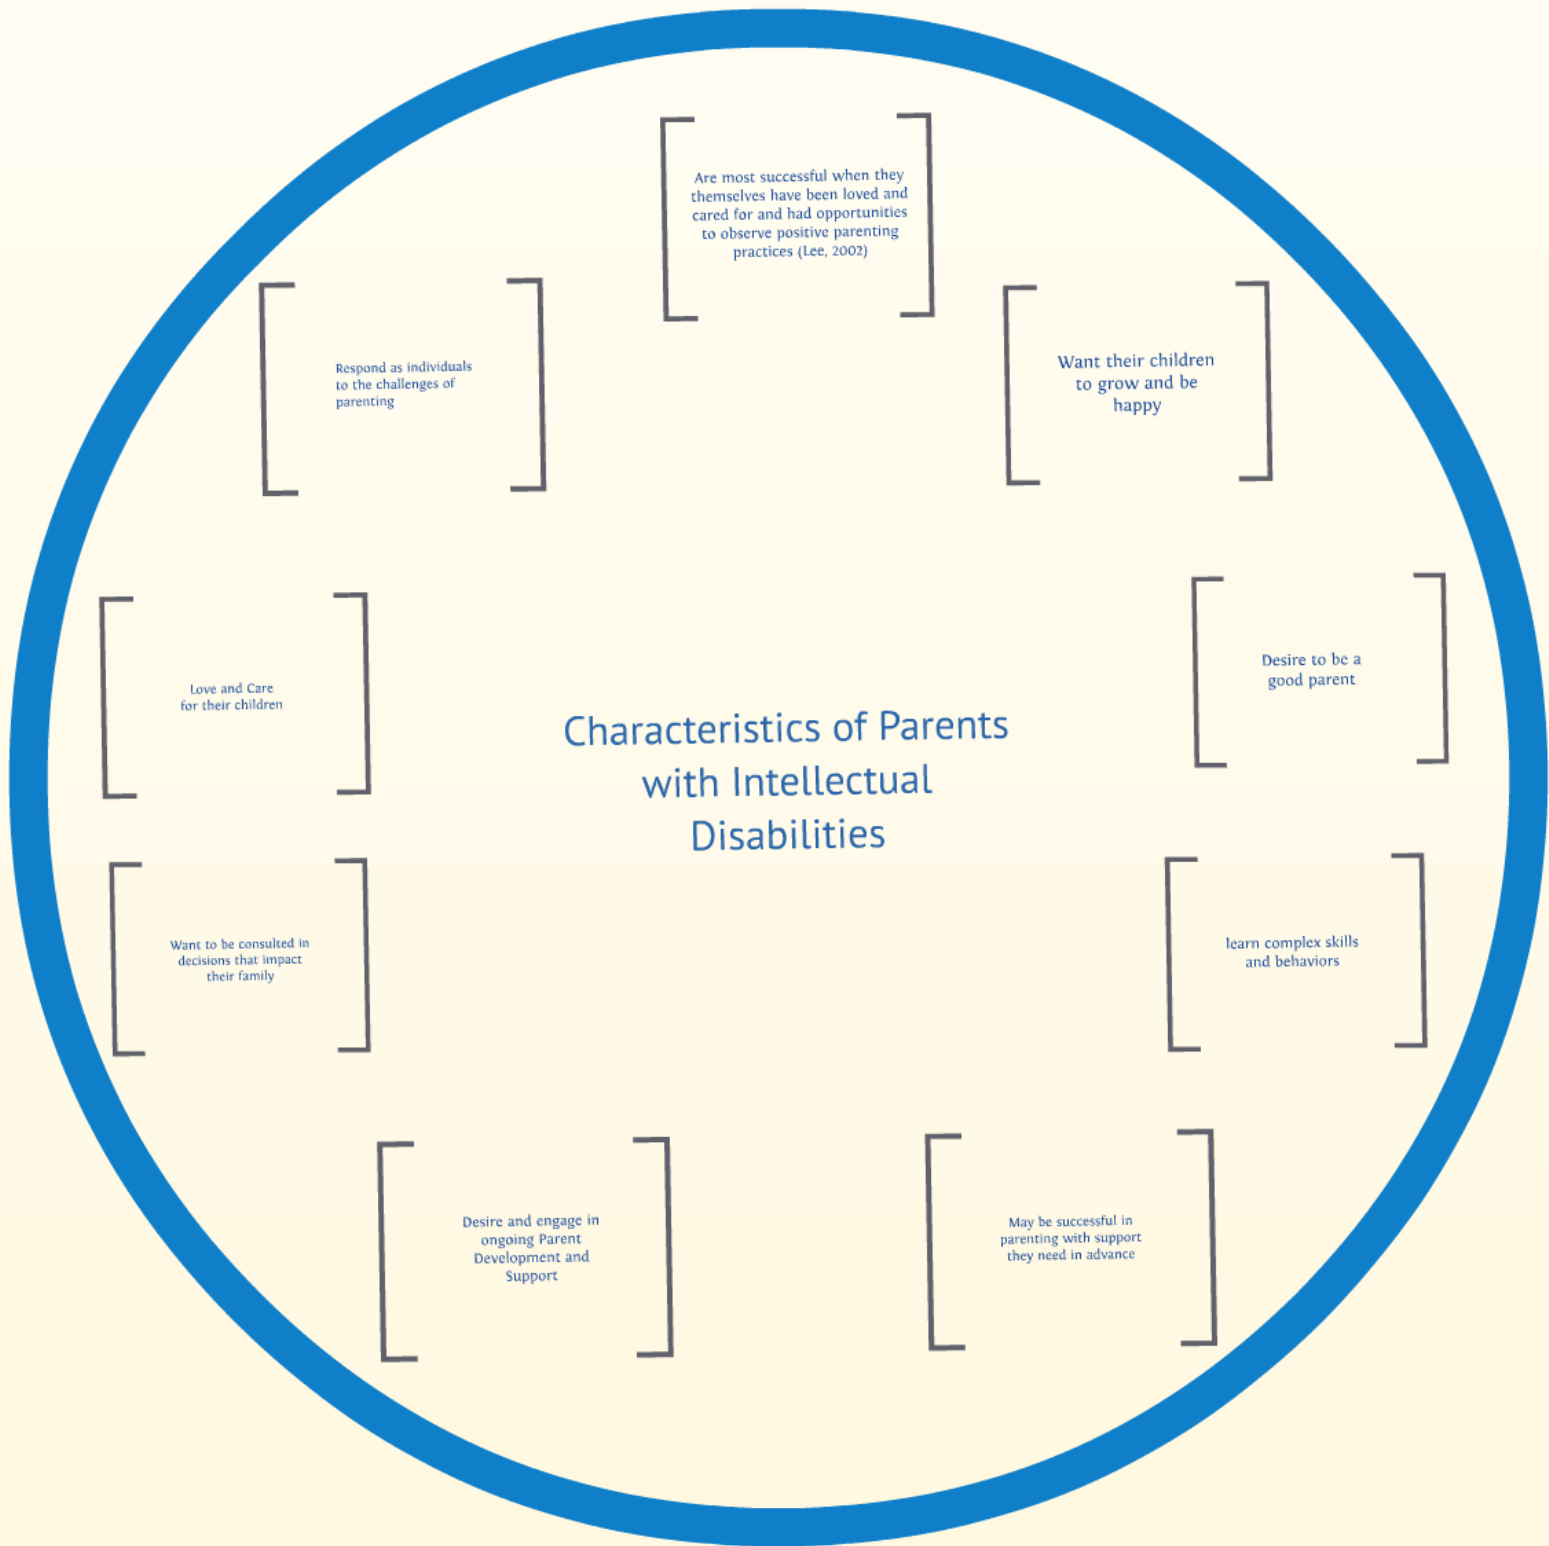 Are most successful when they
themselves have been loved and
cared for and had opportunities
to observe positive parenting
practices (Lee, 2002)
Respond as individuals
to the challenges of
parenting
Want their children
to grow and be
happy
Love and Care
for their children
Desire to be a
good parent
Characteristics of Parents
with Intellectual
Disabilities
Want to be consulted in
decisions that impact
their family
learn complex skills
and behaviors
Desire and engage in
ongoing Parent
Development and
Support
May be successful in
parenting with support
they need in advance